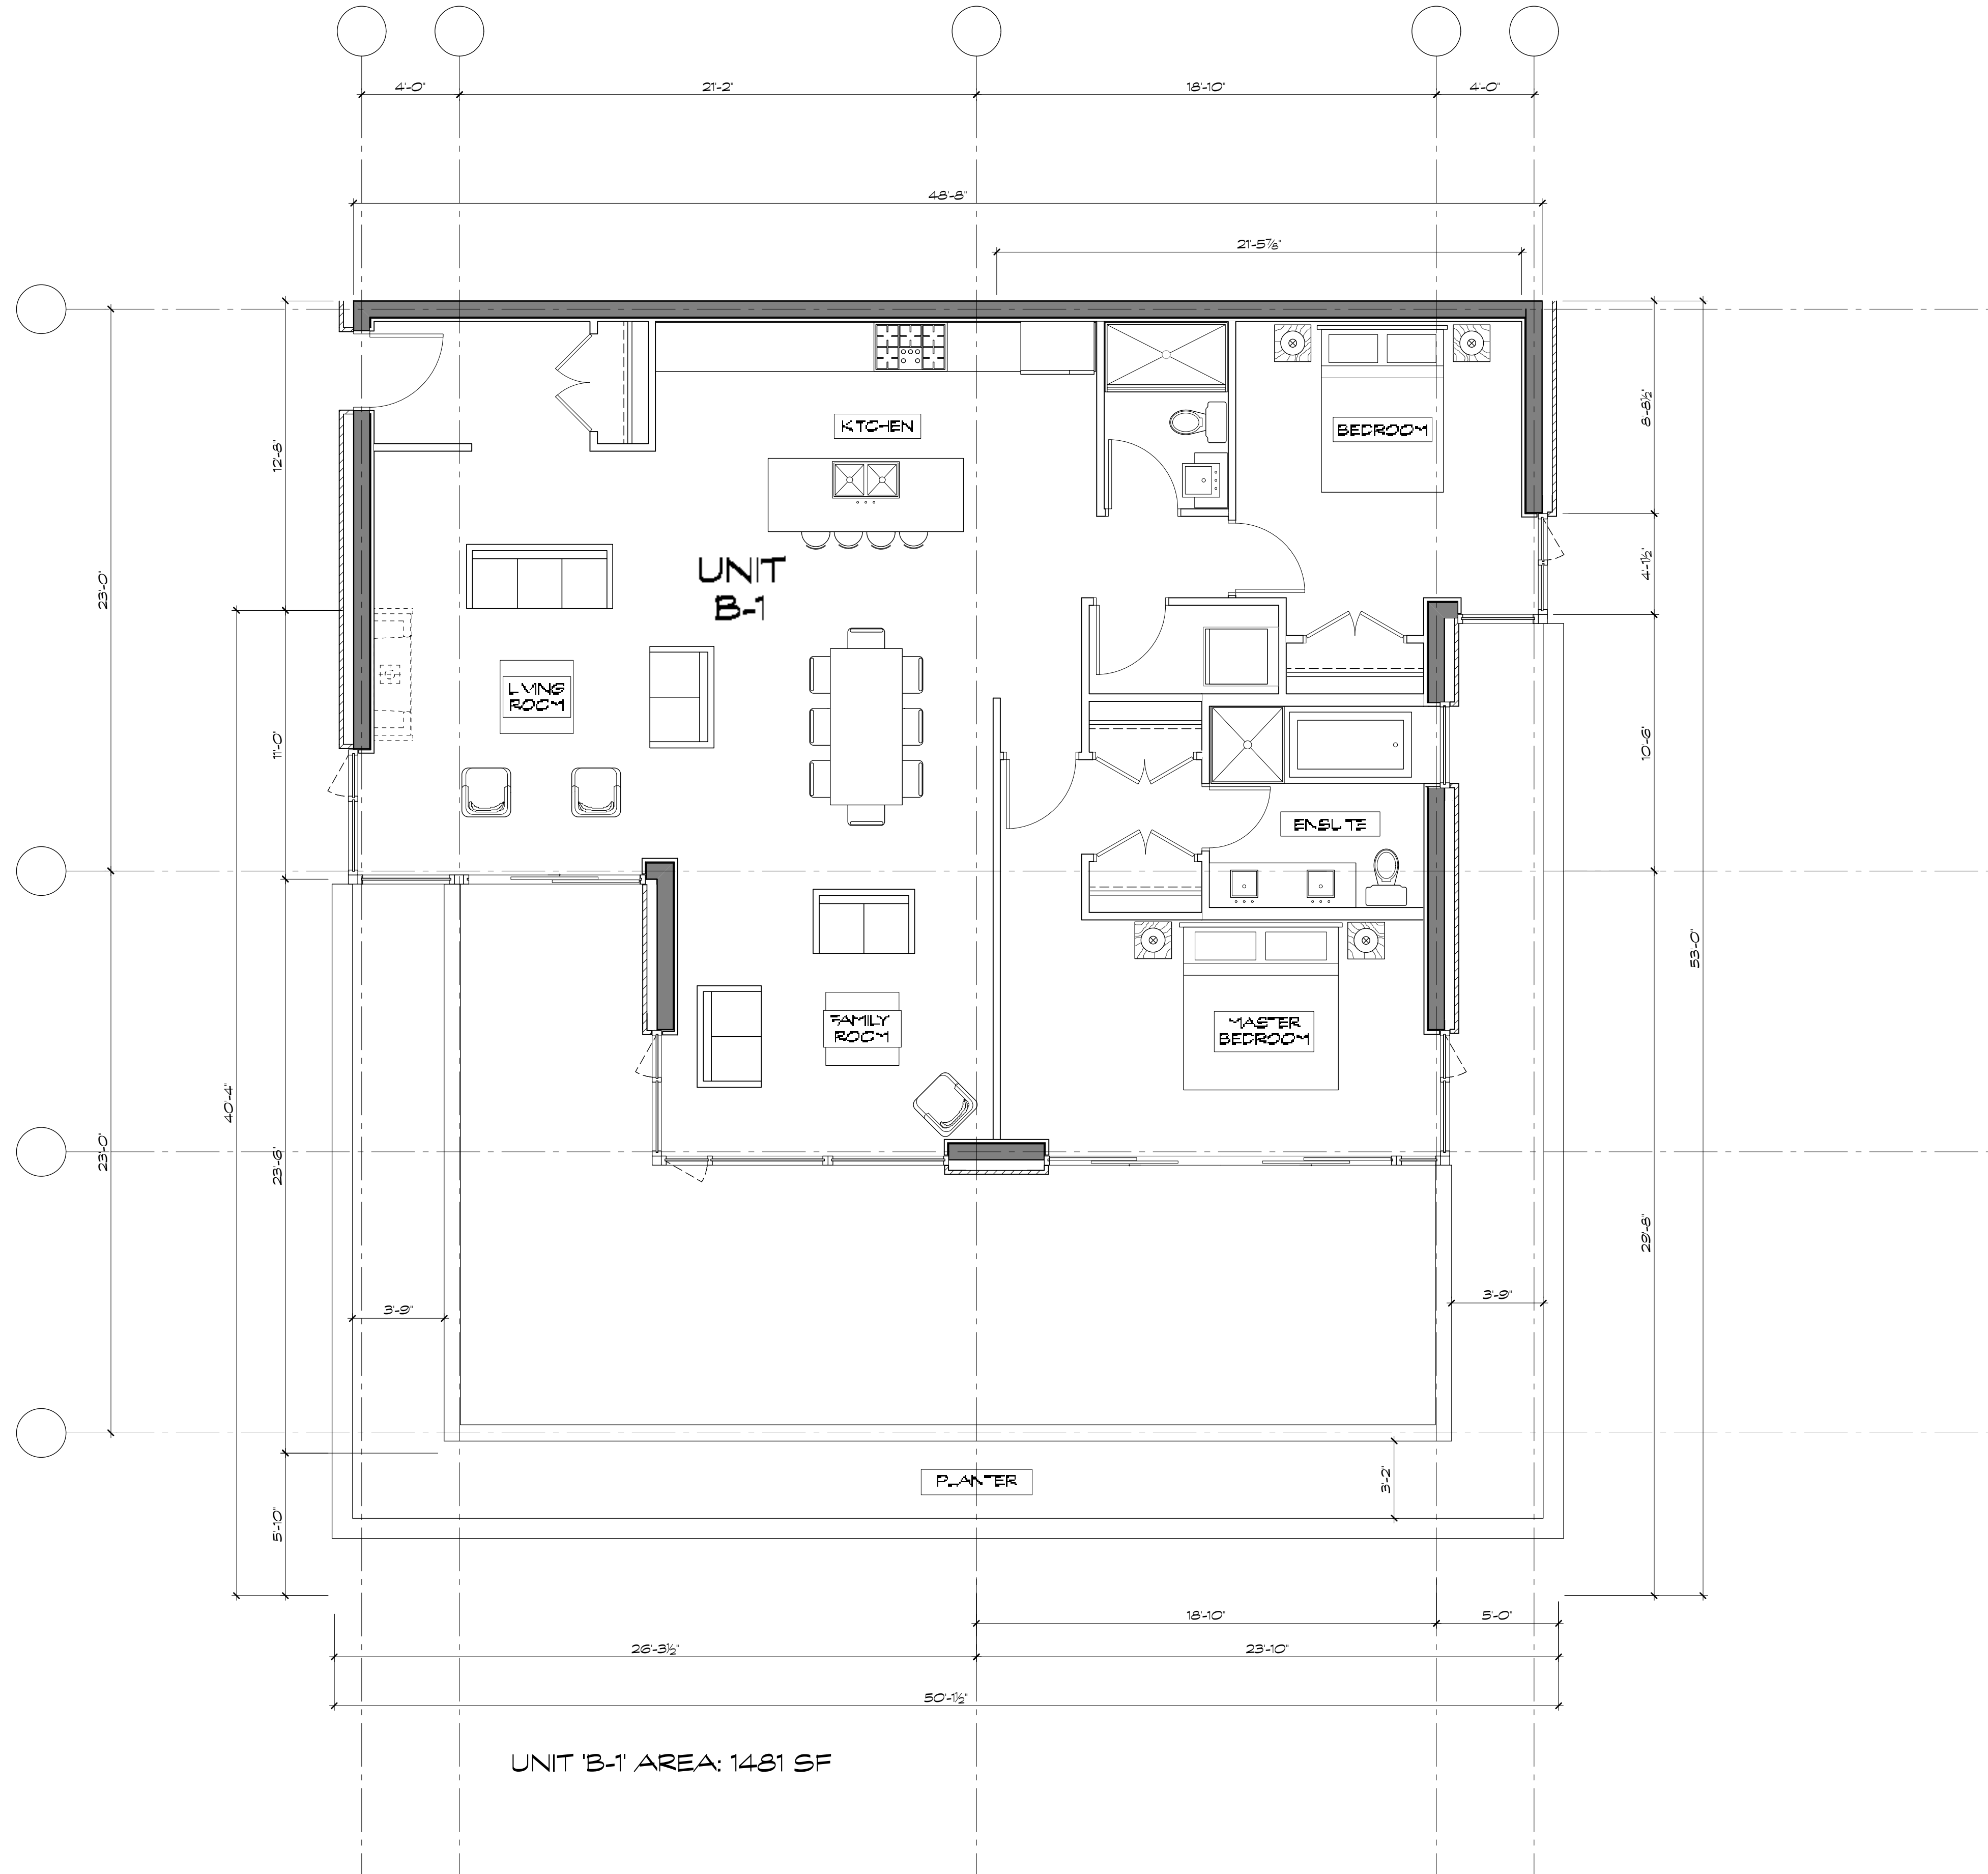 4'-0"
21'-2"
18'-10"
4'-0"
48'-8"
21'-5⅞"
KITCHEN
BEDROOM
8'-8½"
12'-8"
UNIT
B-1
4'-1½"
23'-0"
LIVING
ROOM
11'-0"
10'-6"
ENSUITE
53'-0"
FAMILY
ROOM
MASTER
BEDROOM
40'-4"
23'-0"
23'-6"
29'-8"
3'-9"
3'-9"
PLANTER
3'-2"
5'-10"
18'-10"
5'-0"
26'-3½"
23'-10"
50'-1½"
UNIT 'B-1' AREA: 1481 SF